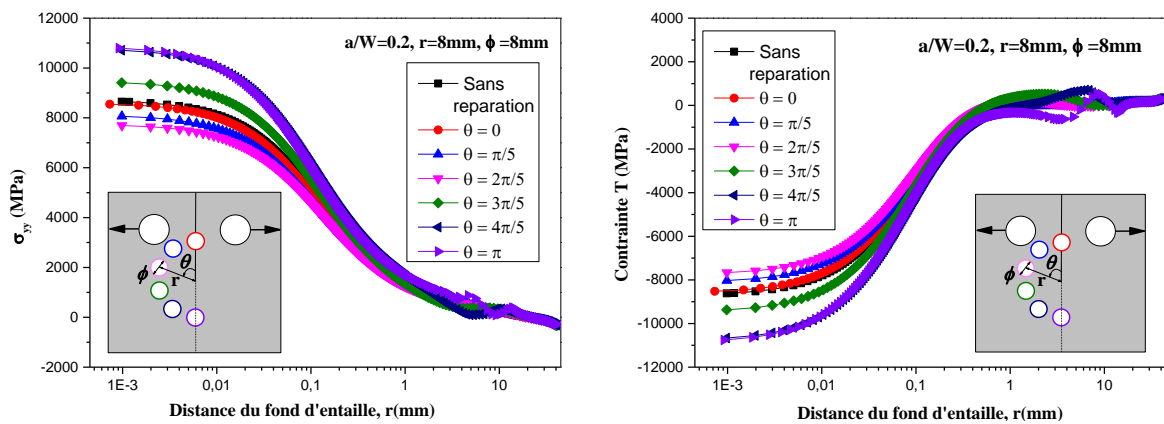 12000
10000
8000
6000
4000
2000
0
-2000
σyy (MPa)
a/W=0.2, r=8mm, ϕ =8mm
Sans
reparation
θ = 0
θ = π/5
θ = 2π/5
θ = 3π/5
θ = 4π/5
θ = π
ϕ
θ
r
1E-3 0,01 0,1 1 10
Distance du fond d'entaille, r(mm)
4000
2000
0
-2000
-4000
-6000
-8000
-10000
-12000
Contrainte T (MPa)
a/W=0.2, r=8mm, ϕ =8mm
Sans
reparation
θ = 0
θ = π/5
θ = 2π/5
θ = 3π/5
θ = 4π/5
θ = π
ϕ
θ
r
1E-3 0,01 0,1 1 10
Distance du fond d'entaille, r(mm)